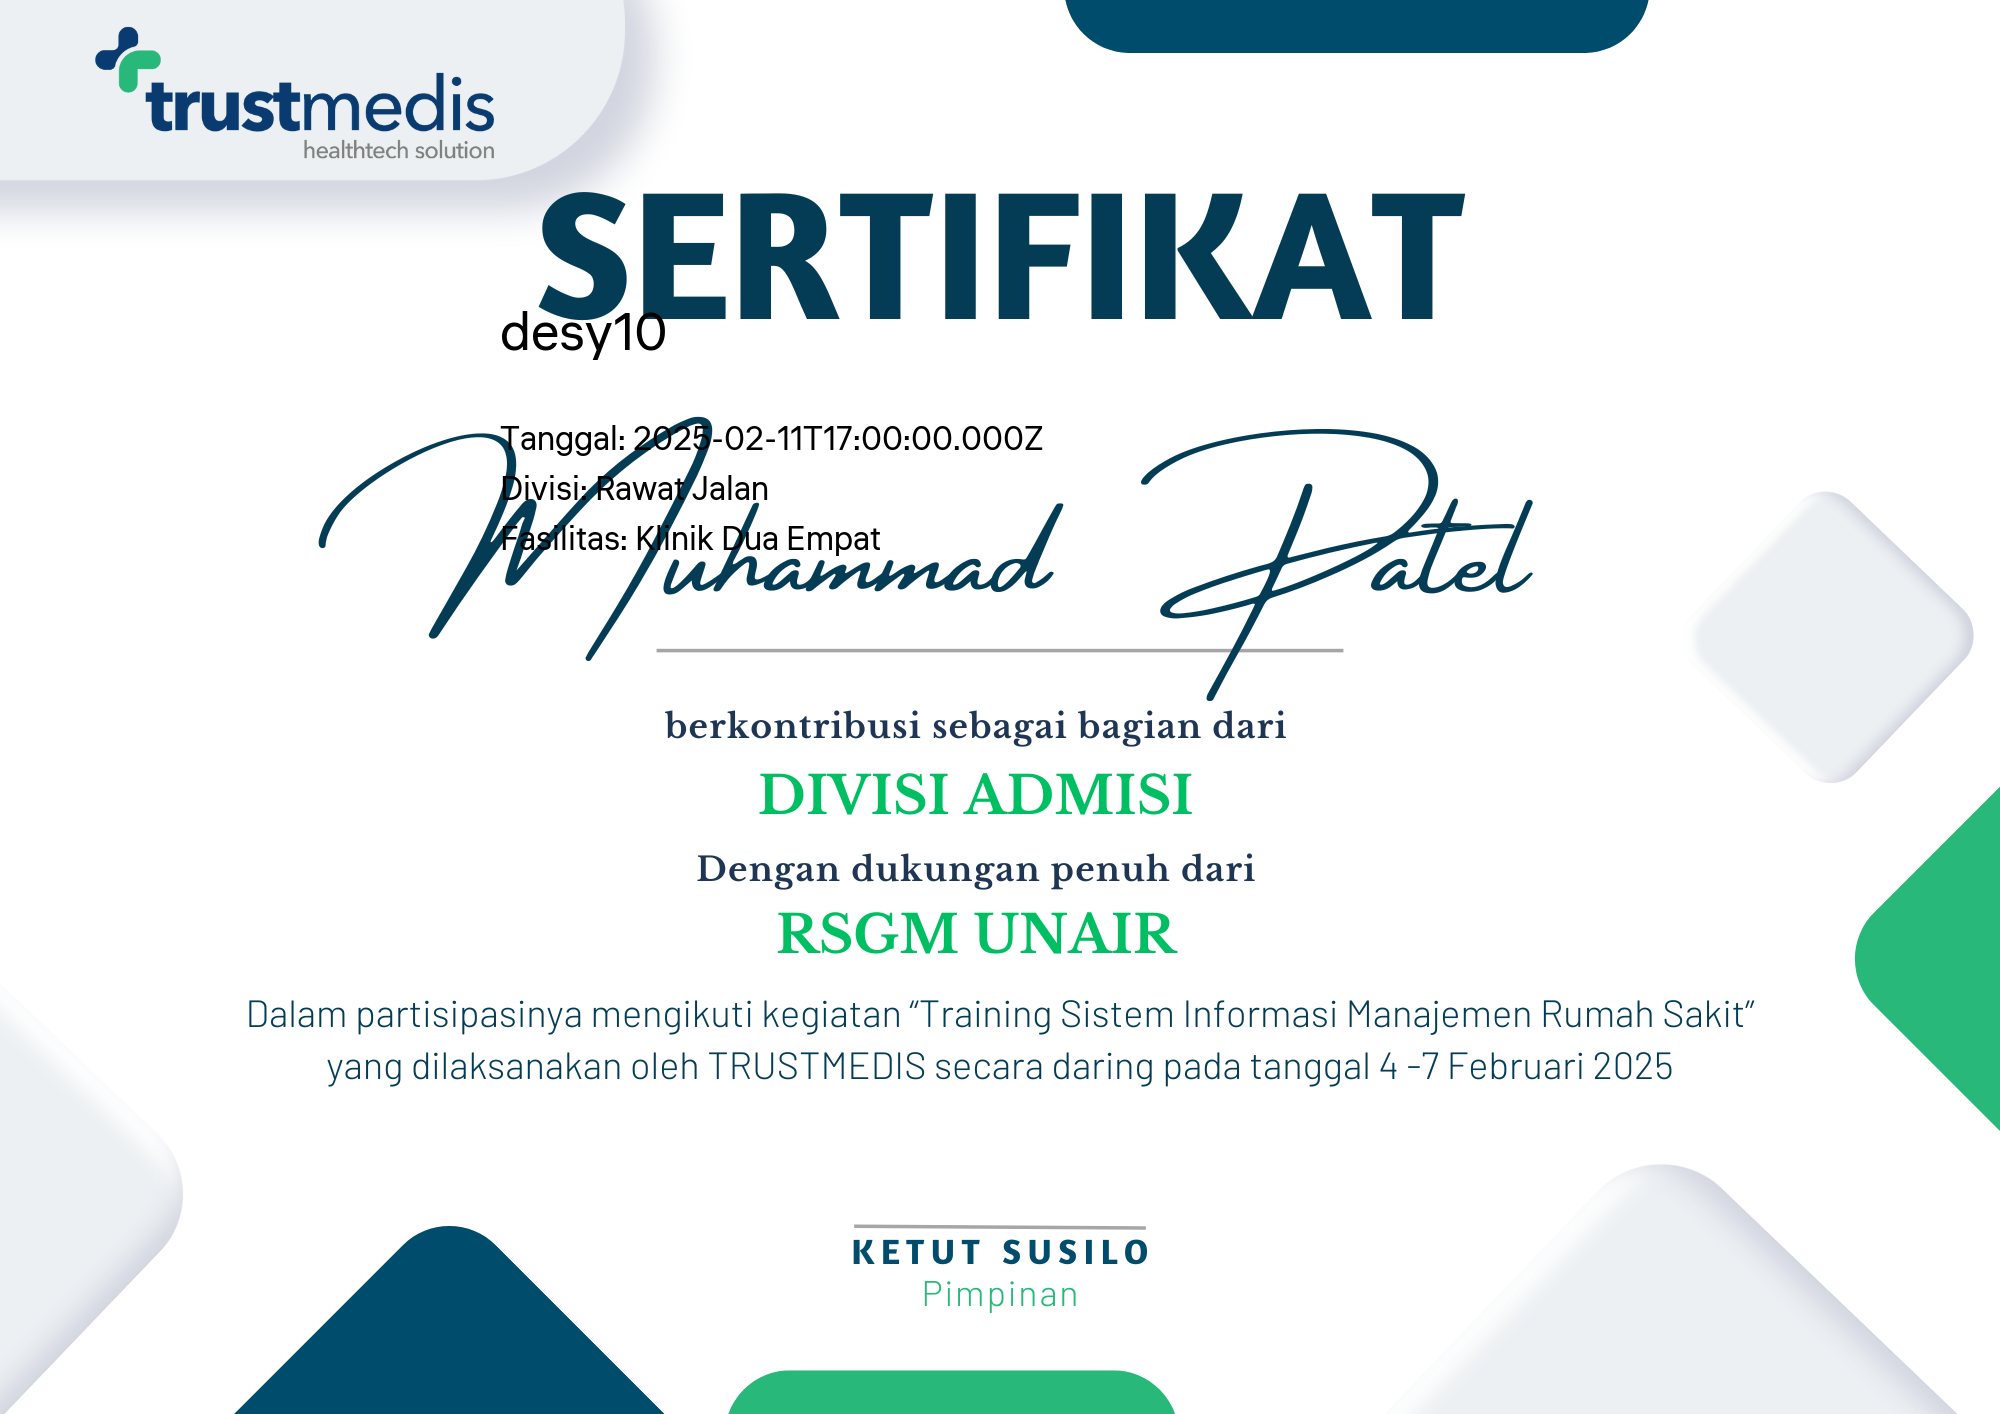 trustmedis
healthtech solution
SERTIFIKAT
desy10
Tanggal: 2025-02-11T17:00:00.000Z
Divisi: Rawat Jalan
Fasilitas: Klinik Dua Empat
Muhammad Patel
berkontribusi sebagai bagian dari
DIVISI ADMISI
Dengan dukungan penuh dari
RSGM UNAIR
Dalam partisipasinya mengikuti kegiatan “Training Sistem Informasi Manajemen Rumah Sakit”
yang dilaksanakan oleh TRUSTMEDIS secara daring pada tanggal 4 -7 Februari 2025
KETUT SUSILO
Pimpinan